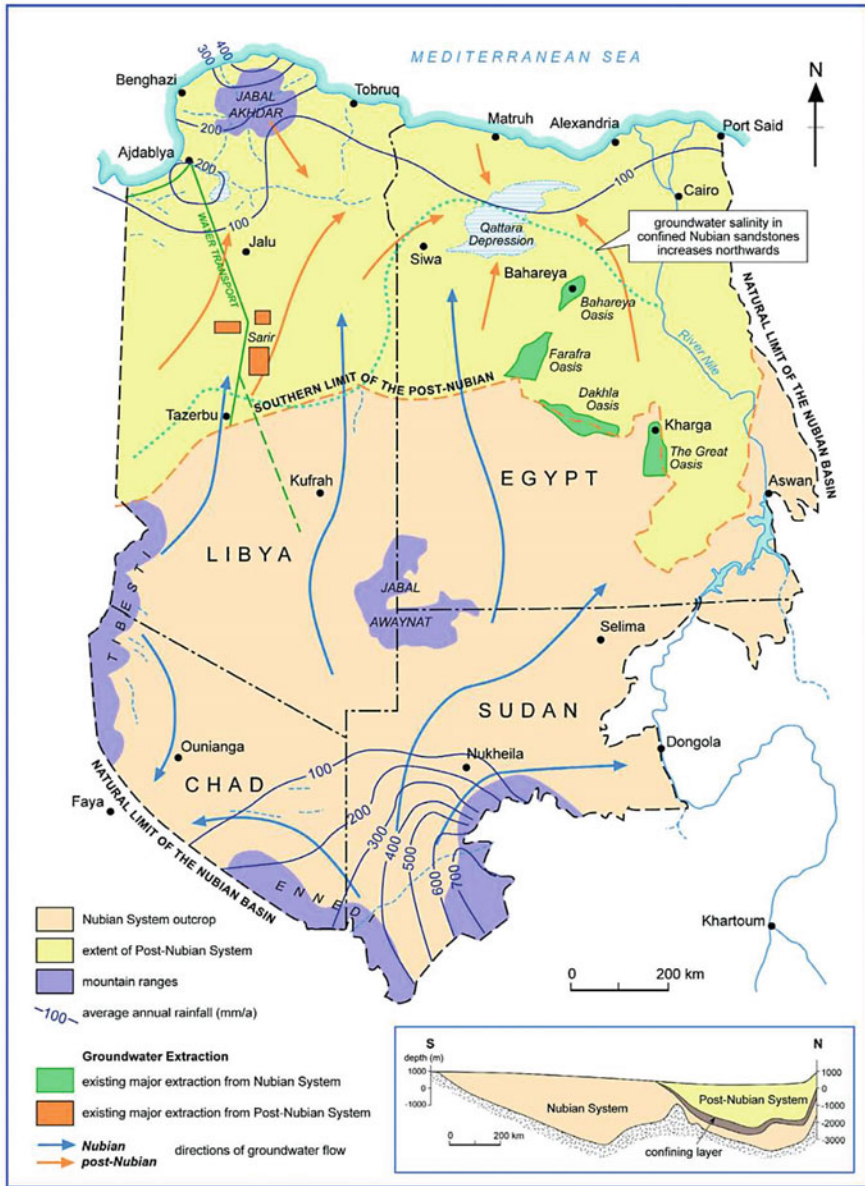 MEDITERRANEAN SEA
N
400
300
Benghazi
JABAL
AKHDAR
Tobruq
200
Matruh
Alexandria
Port Said
Ajdablya
200
100
Cairo
100
WATER TRANSPORT
Jalu
Siwa
Qattara
Depression
groundwater salinity in
confined Nubian sandstones
increases northwards
Bahareya
Bahareya
Oasis
NATURAL LIMIT OF THE NUBIAN BASIN
Sarir
River Nile
Farafra
Oasis
SOUTHERN LIMIT OF THE POST-NUBIAN
Dakhla
Oasis
Tazerbu
Kharga
The Great
Oasis
Kufrah
EGYPT
Aswan
LIBYA
TIBESTI
JABAL
AWAYNAT
Selima
SUDAN
Ounianga
Nukheila
Dongola
CHAD
100
200
300
400
500
600
700
Faya
NATURAL LIMIT OF THE NUBIAN BASIN
ENNEDI
Khartoum
0 200 km
Nubian System outcrop
extent of Post-Nubian System
mountain ranges
100 average annual rainfall (mm/a)
Groundwater Extraction
existing major extraction from Nubian System
existing major extraction from Post-Nubian System
Nubian
post-Nubian
directions of groundwater flow
S N
depth (m)
1000
0
-1000
1000
0
-1000
-2000
-3000
Nubian System
Post-Nubian System
confining layer
0 200 km